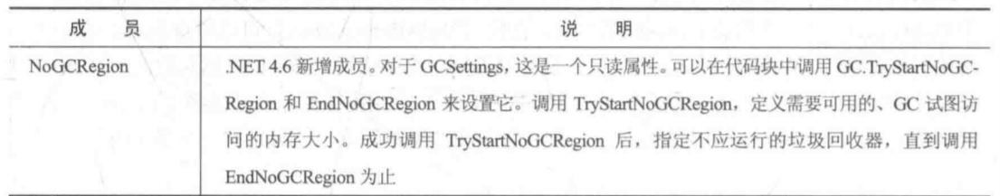 成 员 说 明
NoGCRegion .NET 4.6 新增成员。对于 GCSettings，这是一个只读属性。可以在代码块中调用 GC.TryStartNoGC-
Region 和 EndNoGCRegion 来设置它。调用 TryStartNoGCRegion，定义需要可用的、GC 试图访
问的内存大小。成功调用 TryStartNoGCRegion 后，指定不应运行的垃圾回收器，直到调用
EndNoGCRegion 为止